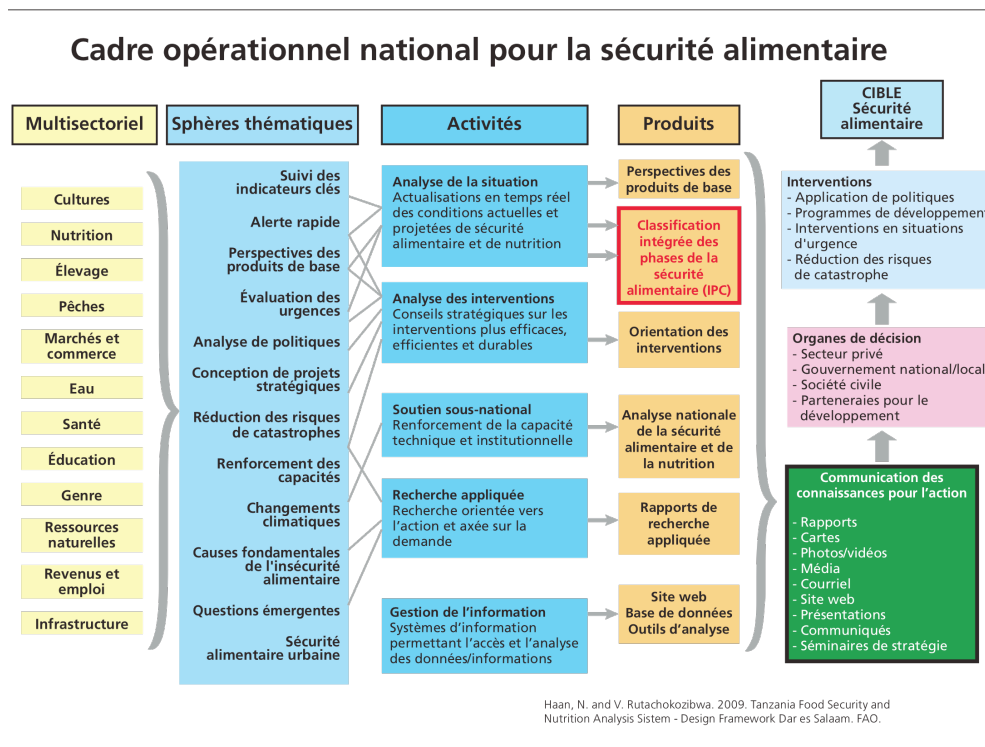 Cadre opérationnel national pour la sécurité alimentaire
Multisectoriel
Cultures
Nutrition
Élevage
Pêches
Marchés et
commerce
Eau
Santé
Éducation
Genre
Ressources
naturelles
Revenus et
emploi
Infrastructure
Sphères thématiques
Suivi des
indicateurs clés
Alerte rapide
Perspectives des
produits de base
Évaluation des
urgences
Analyse de politiques
Conception de projets
stratégiques
Réduction des risques
de catastrophes
Renforcement des
capacités
Changements
climatiques
Causes fondamentales
de l'insécurité
alimentaire
Questions émergentes
Sécurité
alimentaire urbaine
Activités
Analyse de la situation
Actualisations en temps réel
des conditions actuelles et
projetées de sécurité
alimentaire et de nutrition
Analyse des interventions
Conseils stratégiques sur les
interventions plus efficaces,
efficientes et durables
Soutien sous-national
Renforcement de la capacité
technique et institutionnelle
Recherche appliquée
Recherche orientée vers
l’action et axée sur la
demande
Gestion de l’information
Systèmes d’information
permettant l’accès et l’analyse
des données/informations
Produits
Perspectives des
produits de base
Classification
intégrée des
phases de la
sécurité
alimentaire (IPC)
Orientation des
interventions
Analyse nationale
de la sécurité
alimentaire et de
la nutrition
Rapports de
recherche
appliquée
Site web
Base de données
Outils d’analyse
CIBLE
Sécurité
alimentaire
Interventions
- Application de politiques
- Programmes de développement
- Interventions en situations
d'urgence
- Réduction des risques
de catastrophe
Organes de décision
- Secteur privé
- Gouvernement national/local
- Société civile
- Parteneraies pour le
développement
Communication des
connaissances pour l’action
- Rapports
- Cartes
- Photos/vidéos
- Média
- Courriel
- Site web
- Présentations
- Communiqués
- Séminaires de stratégie
Haan, N. and V. Rutachokozibwa. 2009. Tanzania Food Security and
Nutrition Analysis Sistem - Design Framework Dar es Salaam. FAO.